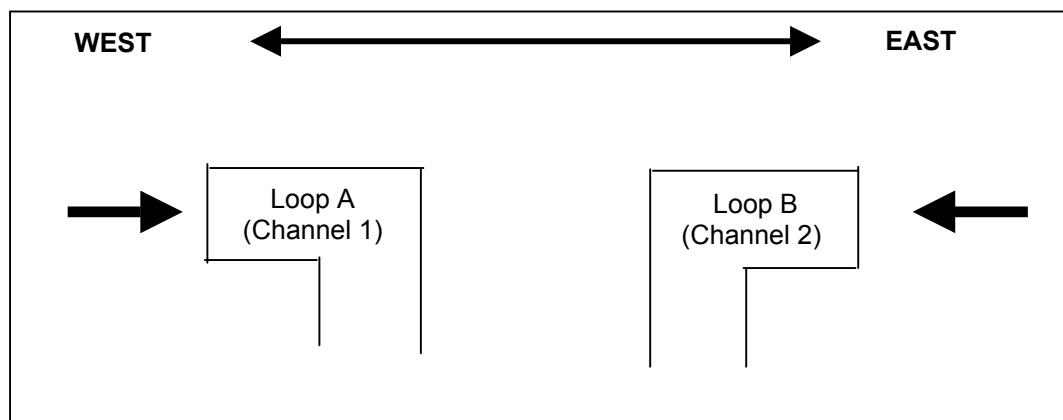 WEST
EAST
Loop A
(Channel 1)
Loop B
(Channel 2)